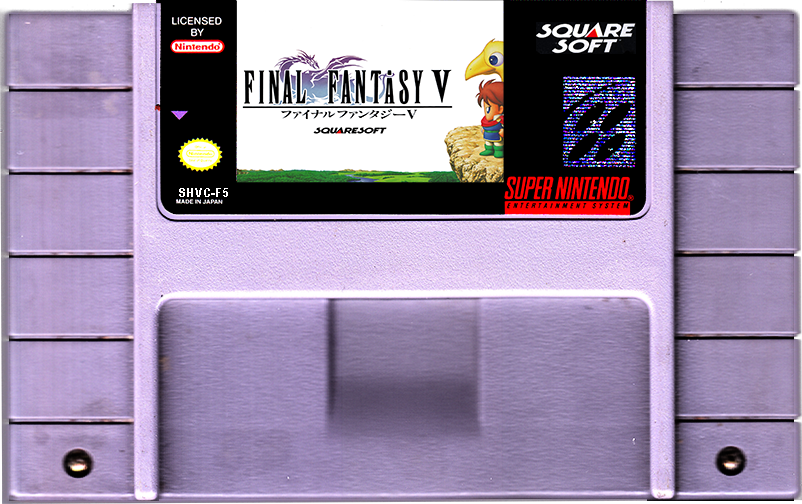 LICENSED
BY
Nintendo
FINAL FANTASY V
ファイナルファンタジーV
SQUARESOFT
SHVC-F5
MADE IN JAPAN
SQUARE
SOFT
SUPER NINTENDO
ENTERTAINMENT SYSTEM